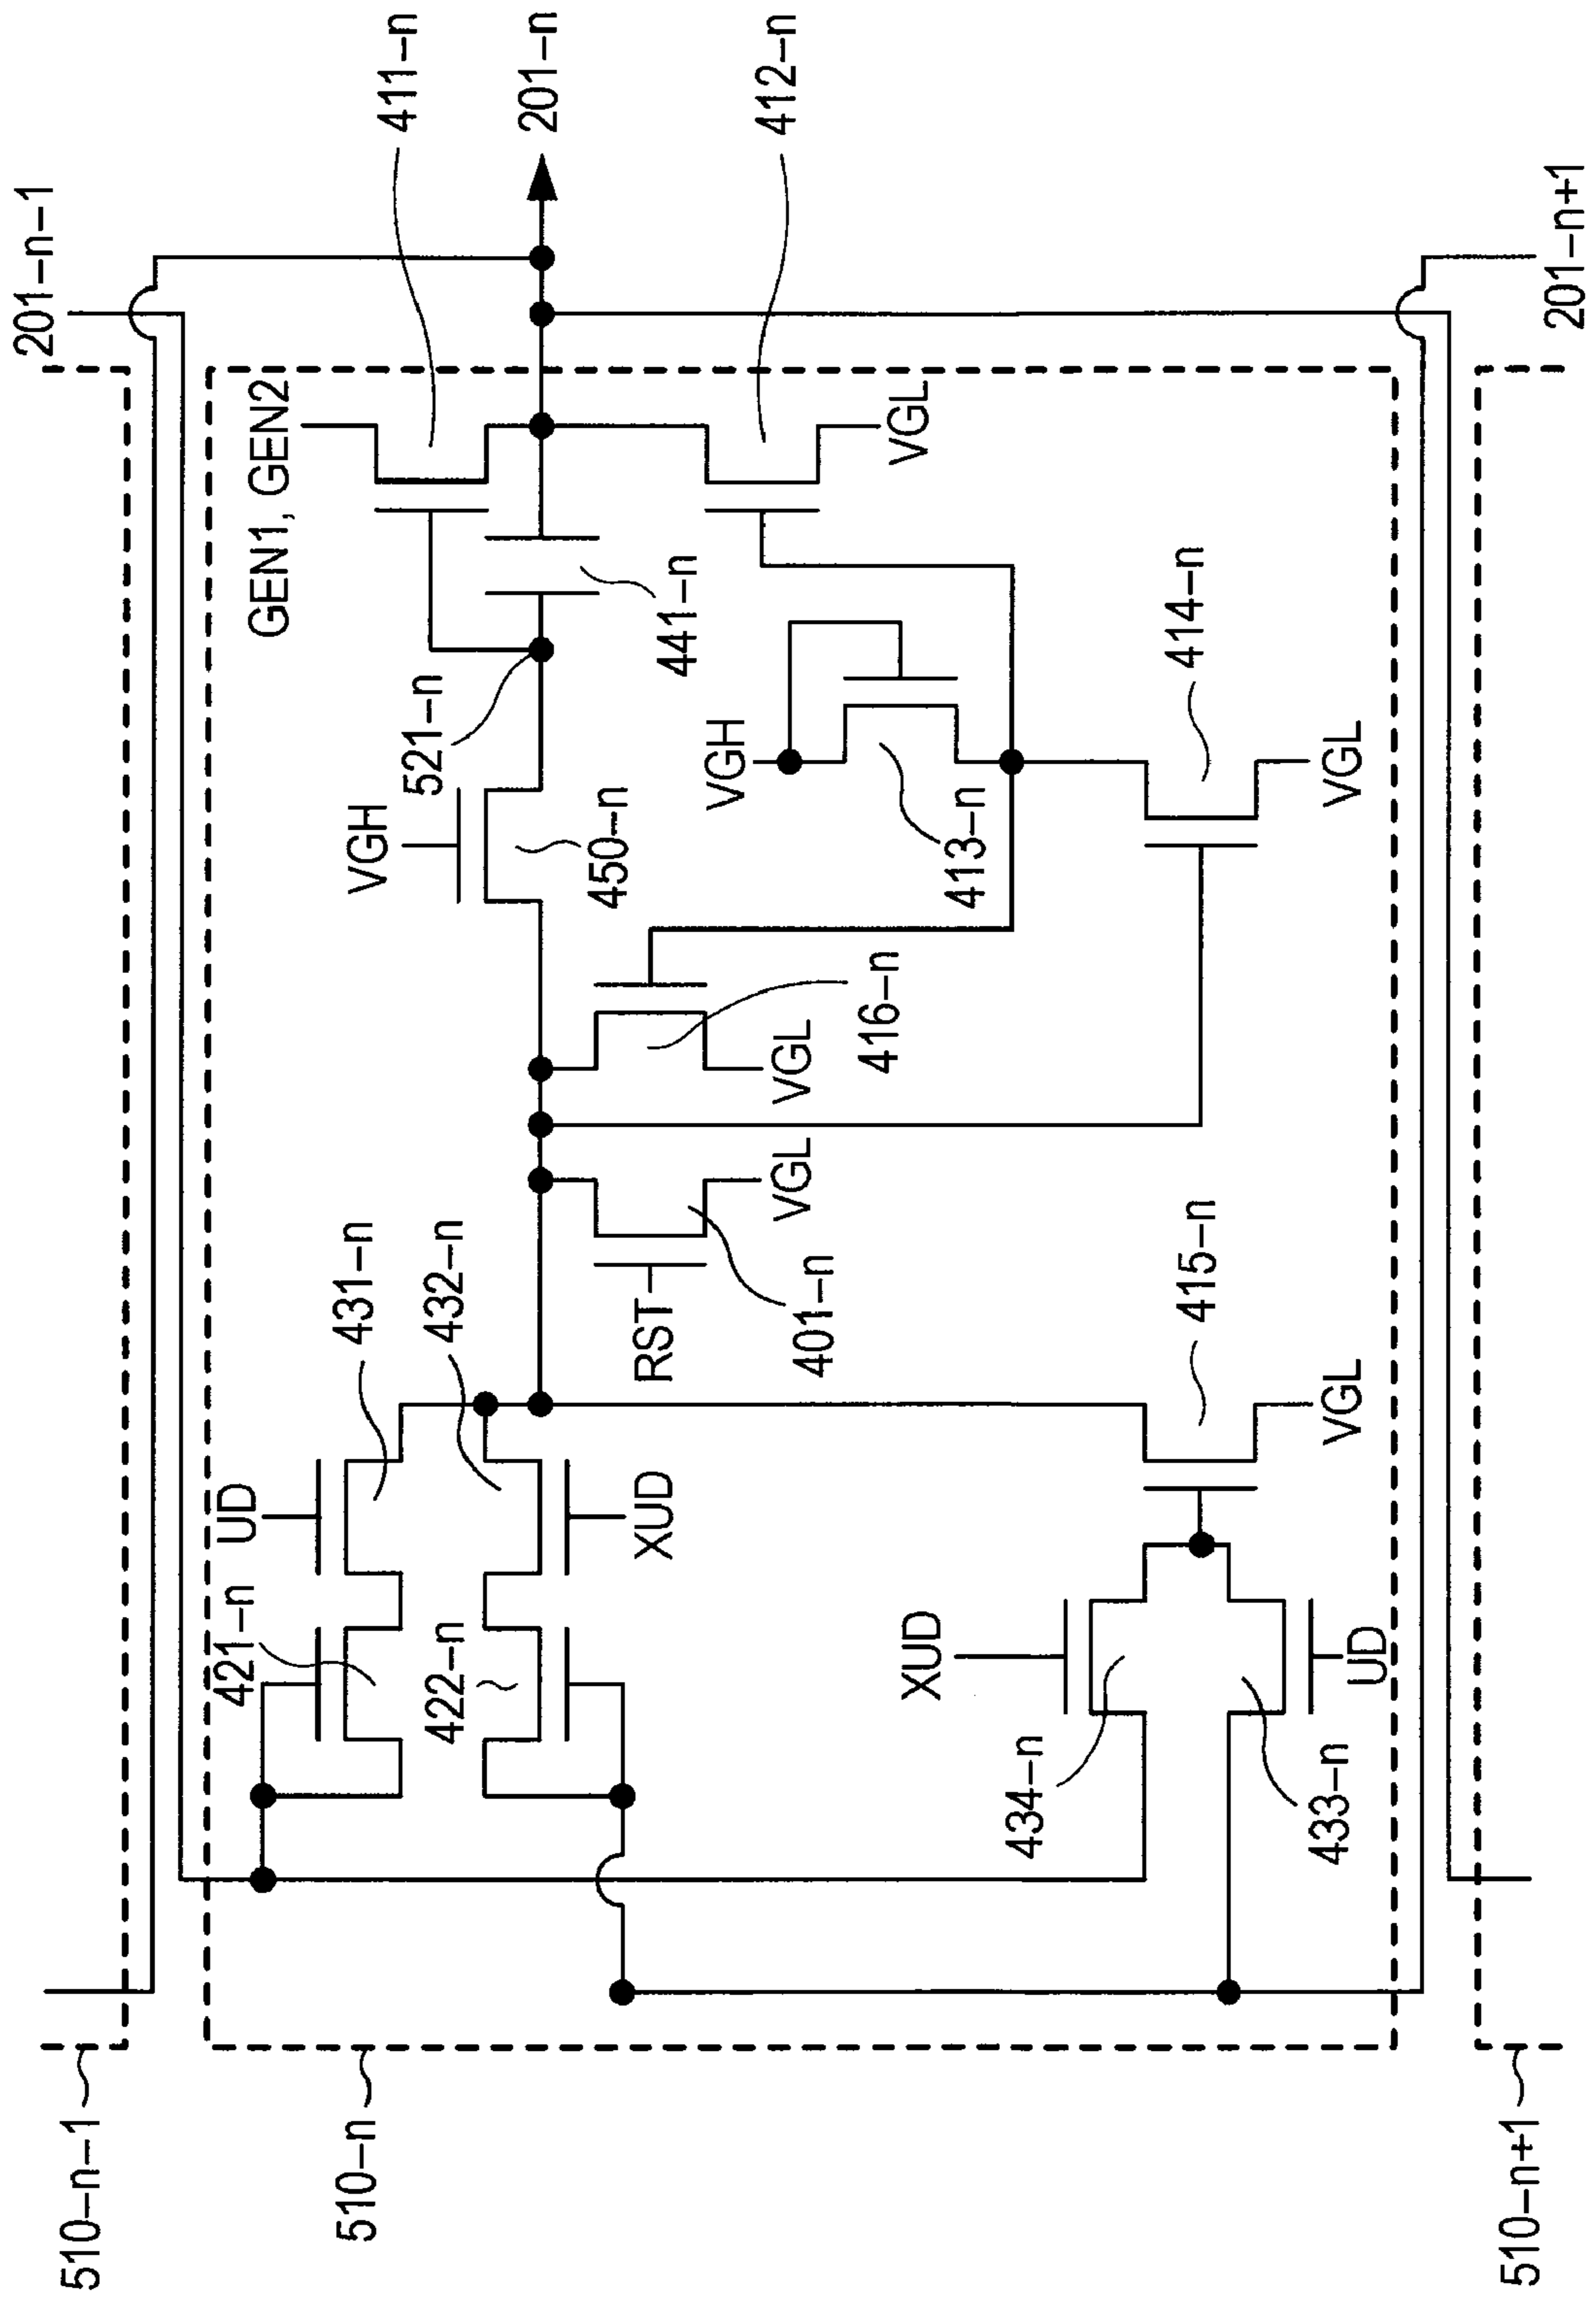 510-n-1
201-n-1
510-n
GEN1, GEN2
411-n
421-n
UD
431-n
VGH
521-n
201-n
422-n
432-n
XUD
RST
450-n
441-n
401-n
VGL
VGL
416-n
VGH
413-n
412-n
VGL
XUD
434-n
415-n
414-n
433-n
UD
VGL
VGL
510-n+1
201-n+1